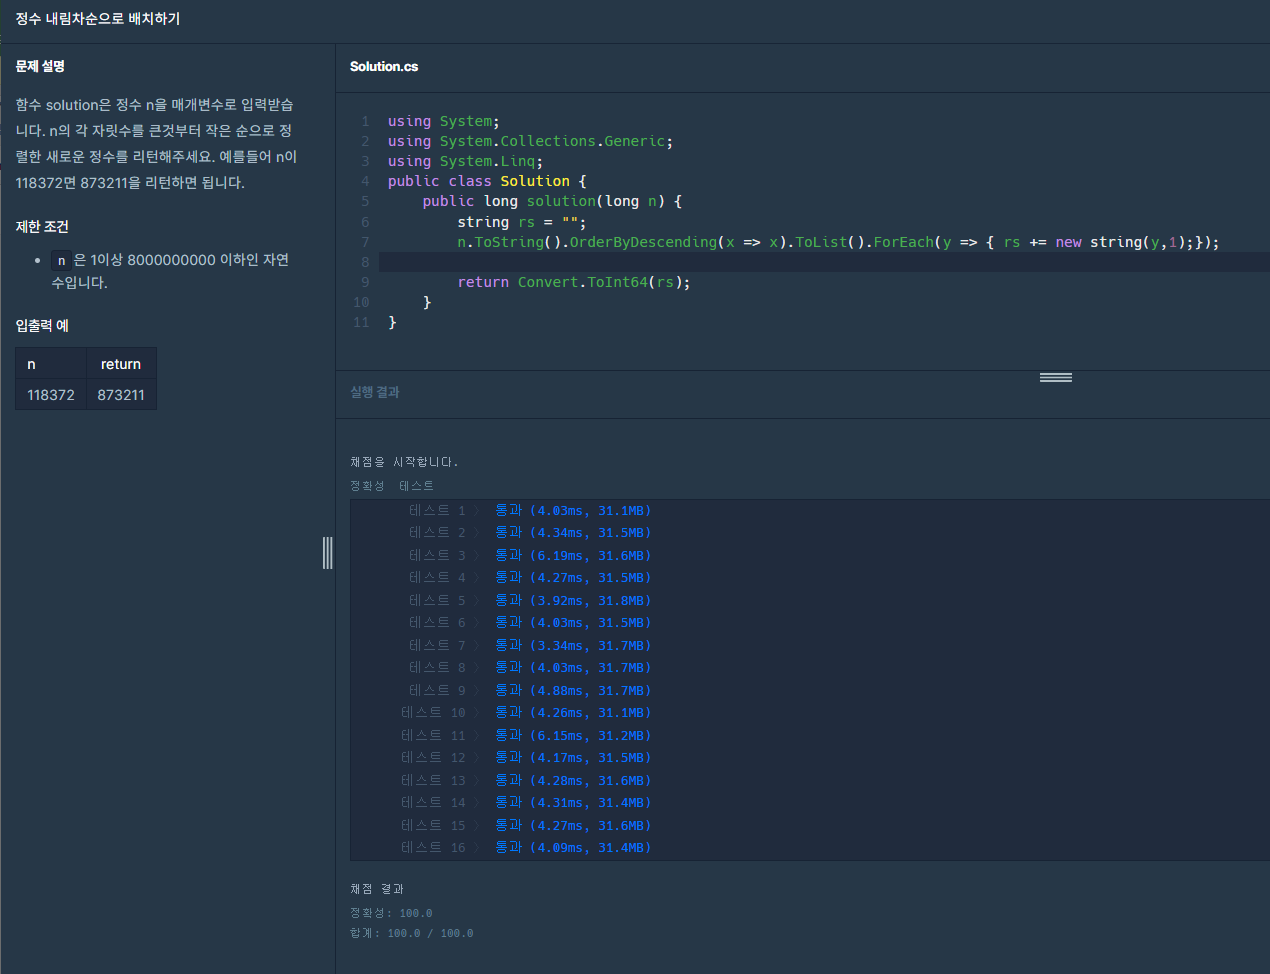 정수 내림차순으로 배치하기
문제 설명
함수 solution은 정수 n을 매개변수로 입력받습
니다. n의 각 자릿수를 큰것부터 작은 순으로 정
렬한 새로운 정수를 리턴해주세요. 예를들어 n이
118372면 873211을 리턴하면 됩니다.
제한 조건
• n 은 1이상 8000000000 이하인 자연
수입니다.
입출력 예
n return
118372 873211
Solution.cs
1 using System;
2 using System.Collections.Generic;
3 using System.Linq;
4 public class Solution {
5 public long solution(long n) {
6 string rs = "";
7 n.ToString().OrderByDescending(x => x).ToList().ForEach(y => { rs += new string(y,1);});
8
9 return Convert.ToInt64(rs);
10 }
11 }
실행 결과
채점을 시작합니다.
정확성 테스트
테스트 1 〉 통과 (4.03ms, 31.1MB)
테스트 2 〉 통과 (4.34ms, 31.5MB)
테스트 3 〉 통과 (6.19ms, 31.6MB)
테스트 4 〉 통과 (4.27ms, 31.5MB)
테스트 5 〉 통과 (3.92ms, 31.8MB)
테스트 6 〉 통과 (4.03ms, 31.5MB)
테스트 7 〉 통과 (3.34ms, 31.7MB)
테스트 8 〉 통과 (4.03ms, 31.7MB)
테스트 9 〉 통과 (4.88ms, 31.7MB)
테스트 10 〉 통과 (4.26ms, 31.1MB)
테스트 11 〉 통과 (6.15ms, 31.2MB)
테스트 12 〉 통과 (4.17ms, 31.5MB)
테스트 13 〉 통과 (4.28ms, 31.6MB)
테스트 14 〉 통과 (4.31ms, 31.4MB)
테스트 15 〉 통과 (4.27ms, 31.6MB)
테스트 16 〉 통과 (4.09ms, 31.4MB)
채점 결과
정확성: 100.0
합계: 100.0 / 100.0